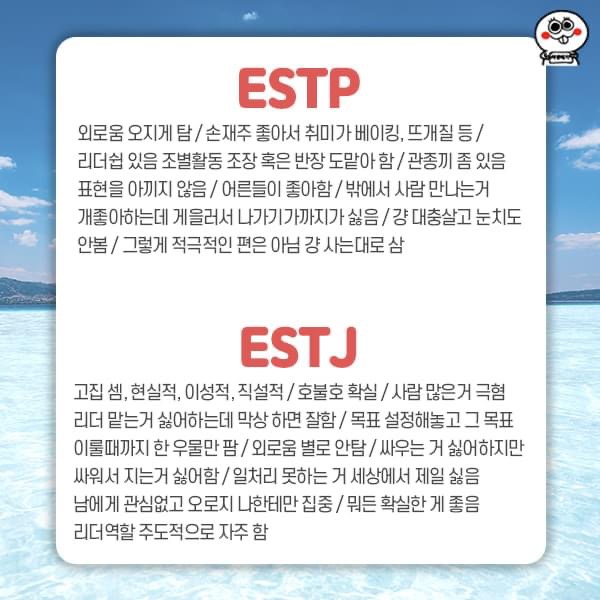 ESTP
외로움 오지게 탐 / 손재주 좋아서 취미가 베이킹, 뜨개질 등 /
리더쉽 있음 조별활동 조장 혹은 반장 도맡아 함 / 관종끼 좀 있음
표현을 아끼지 않음 / 어른들이 좋아함 / 밖에서 사람 만나는거
개좋아하는데 게을러서 나가기가까지가 싫음 / 걍 대충살고 눈치도
안봄 / 그렇게 적극적인 편은 아님 걍 사는대로 삼
ESTJ
고집 셈, 현실적, 이성적, 직설적 / 호불호 확실 / 사람 많은거 극혐
리더 맡는거 싫어하는데 막상 하면 잘함 / 목표 설정해놓고 그 목표
이룰때까지 한 우물만 팜 / 외로움 별로 안탐 / 싸우는 거 싫어하지만
싸워서 지는거 싫어함 / 일처리 못하는 거 세상에서 제일 싫음
남에게 관심없고 오로지 나한테만 집중 / 뭐든 확실한 게 좋음
리더역할 주도적으로 자주 함